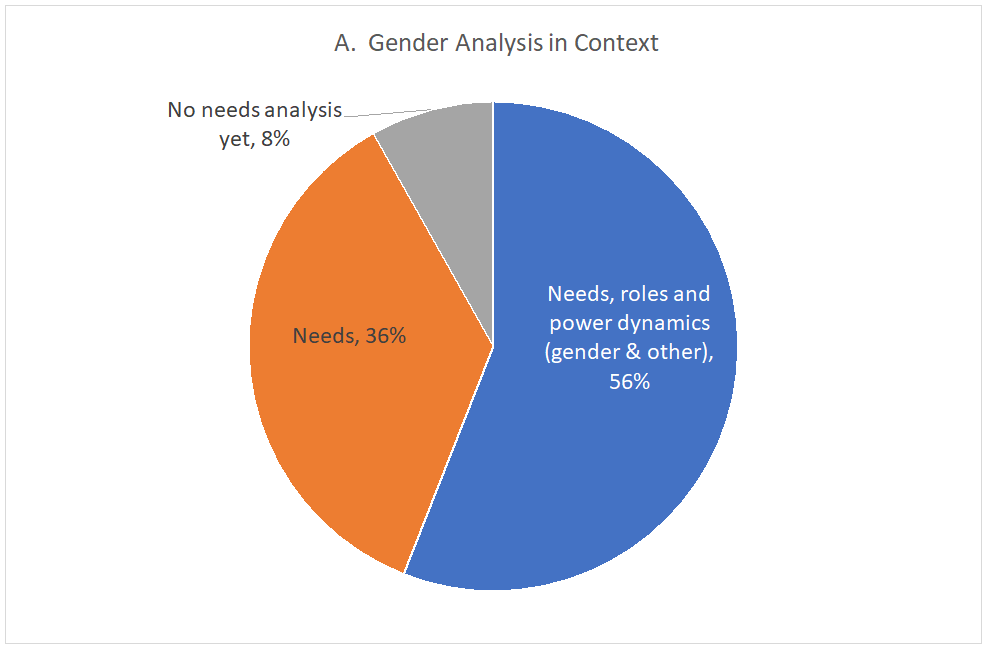 A. Gender Analysis in Context
No needs analysis
yet, 8%
Needs, roles and
power dynamics
(gender & other),
56%
Needs, 36%